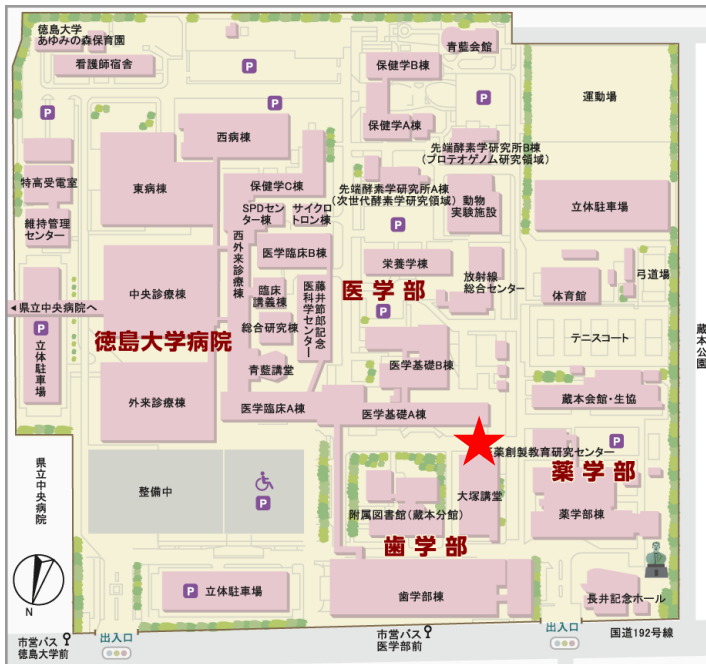 徳島大学
あゆみの森保育園
看護師宿舎
P
P
P
P
青藍会館
保健学B棟
保健学A棟
運動場
西病棟
東病棟
特高受電室
維持管理
センター
保健学C棟
先端酵素学研究所B棟
(プロテオゲノム研究領域)
先端酵素学研究所A棟
(次世代酵素学研究領域)
動物
実験施設
立体駐車場
SPDセン
ター棟
サイクロ
トロン棟
P
西外来診療棟
医学臨床B棟
栄養学棟
放射線
総合センター
体育館
弓道場
中央診療棟
臨床
講義棟
藤井節郎記念
医科学センター
医学部
◀県立中央病院へ
P
立体駐車場
徳島大学病院
総合研究棟
P
テニスコート
蔵本公園
青藍講堂
医学基礎B棟
外来診療棟
医学臨床A棟
医学基礎A棟
蔵本会館・生協
P
薬創製教育研究センター
薬学部
県立中央病院
整備中
P
大塚講堂
附属図書館(蔵本分館)
薬学部棟
歯学部
N
P
立体駐車場
歯学部棟
長井記念ホール
出入口
出入口
市営バス
徳島大学前
市営バス
医学部前
国道192号線